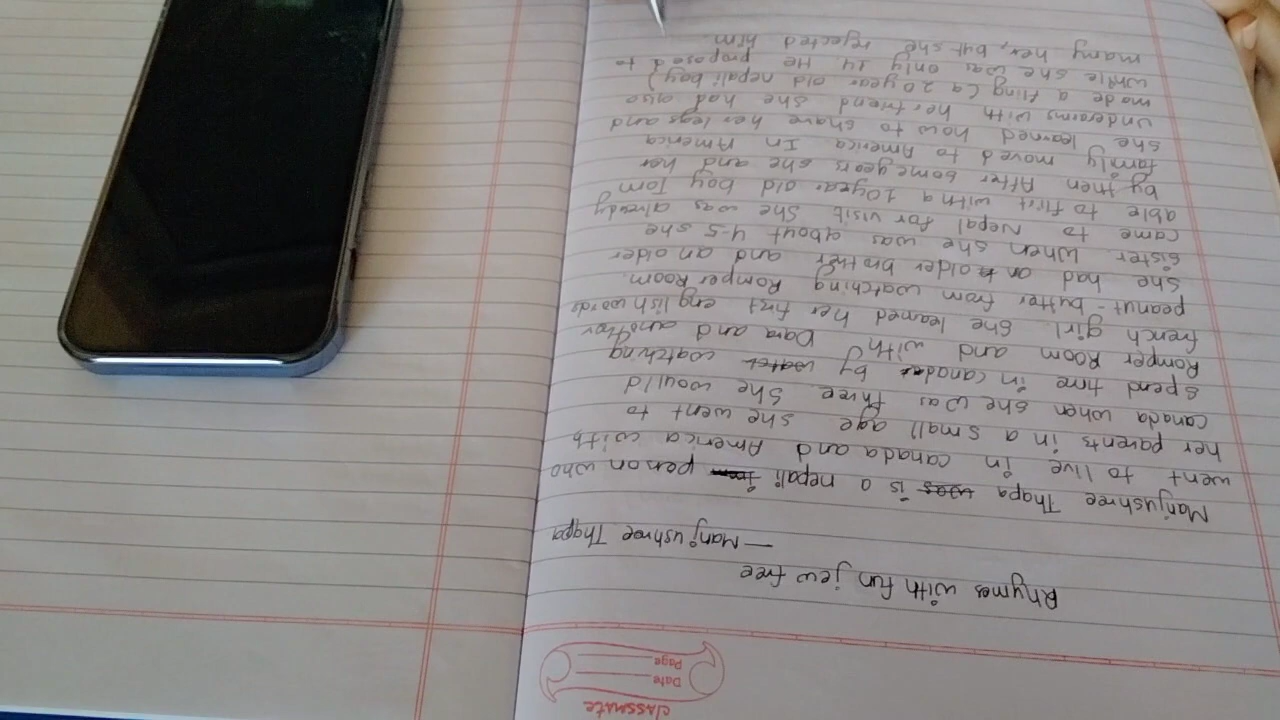 classmate
Date
Page
Rhymes with fun jew free
— Manjushree Thapa
Manjushree Thapa is a nepali person who
went to live in canada and America with
her parents in a small age she went to
canada when she was three she would
spend time in canada by watching
Romper Room and with Dara and another
french girl. She learned her first english words
peanut-butter from watching Romper Room.
she had an older brother and an older
sister when she was about 4-5 she
came to Nepal for visit. She was already
able to flirt with a 10 year old boy Tom
by then After some years she and her
family moved to America. In America
she learned how to shave her legs and
underarms with her friend she had also
made a fling (a 20 year old nepali boy)
while she was only 14. He proposed to
marry her, but she rejected him.